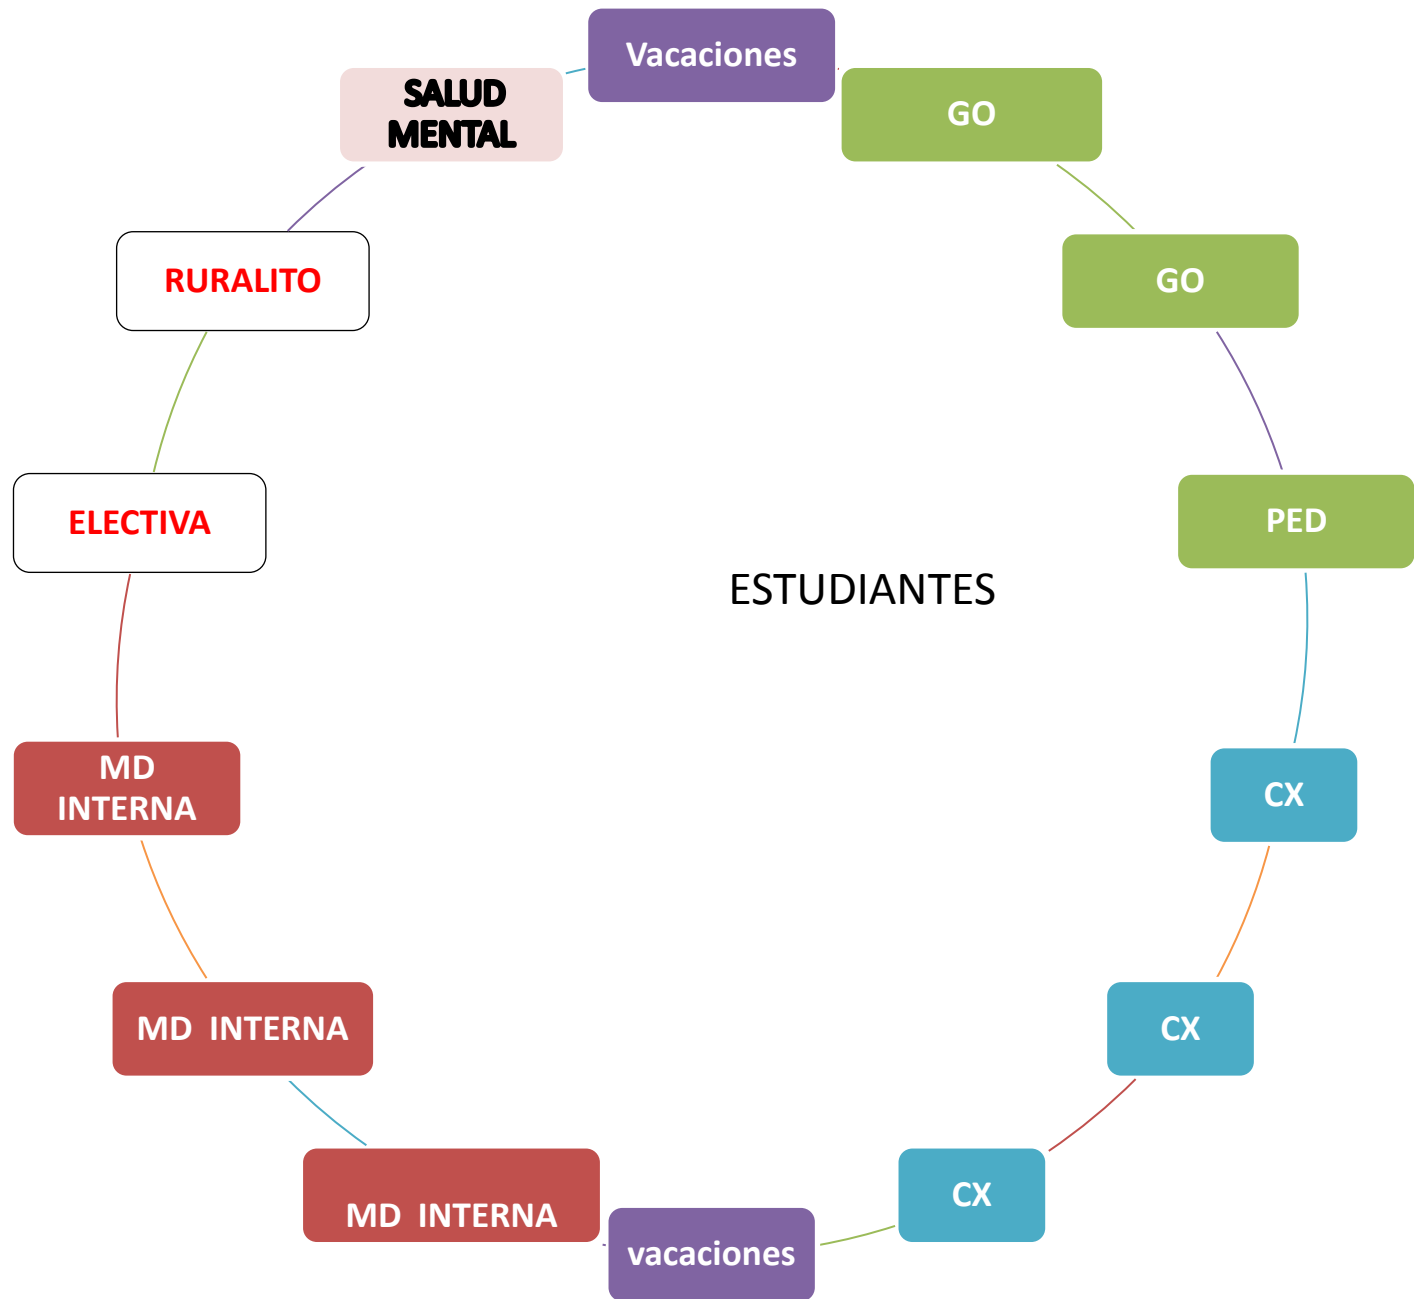 Vacaciones
SALUD
MENTAL
GO
RURALITO
GO
ELECTIVA
PED
ESTUDIANTES
MD
INTERNA
CX
MD  INTERNA
CX
MD  INTERNA
CX
vacaciones